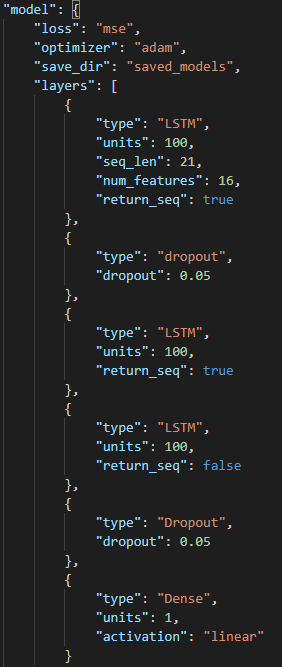 "model": {
"loss": "mse",
"optimizer": "adam",
"save_dir": "saved_models",
"layers": [
{
"type": "LSTM",
"units": 100,
"seq_len": 21,
"num_features": 16,
"return_seq": true
},
{
"type": "dropout",
"dropout": 0.05
},
{
"type": "LSTM",
"units": 100,
"return_seq": true
},
{
"type": "LSTM",
"units": 100,
"return_seq": false
},
{
"type": "Dropout",
"dropout": 0.05
},
{
"type": "Dense",
"units": 1,
"activation": "linear"
}